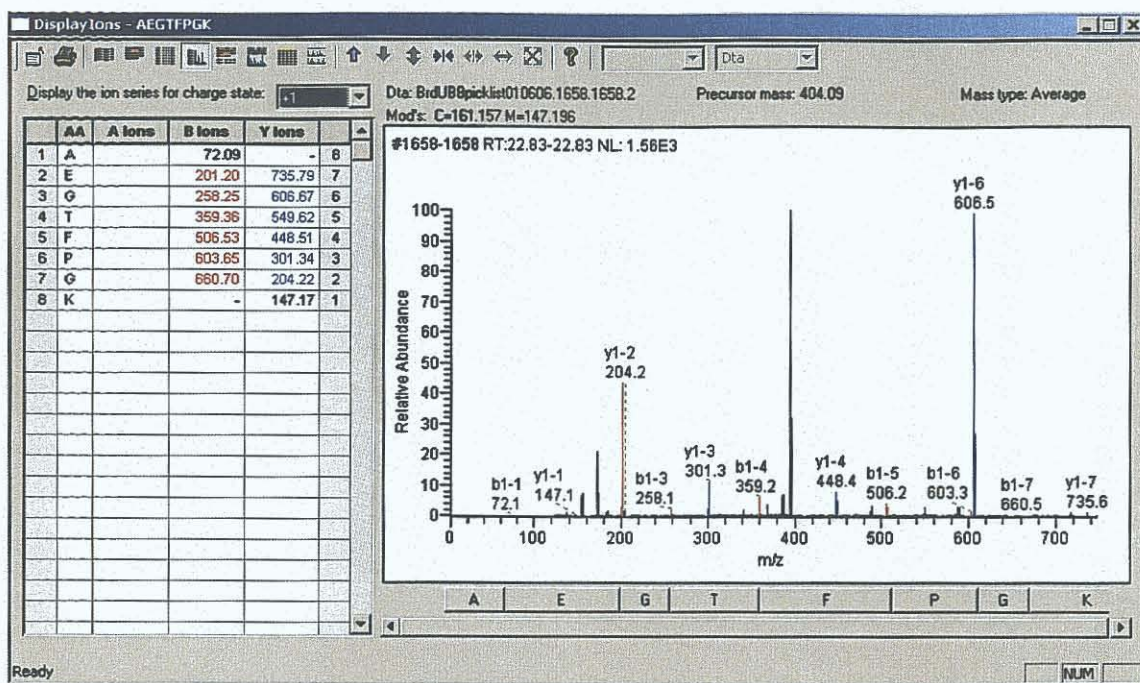 Display Ions - AEGTFPGK
Dta
Display the ion series for charge state: +1
Dta: BrdUBBpicklist010606.1658.1658.2 Precursor mass: 404.09 Mass type: Average
Mod's: C=161.157 M=147.196
AA A Ions B Ions Y Ions
1 A 72.09 - 8
2 E 201.20 735.79 7
3 G 258.25 606.67 6
4 T 359.36 549.62 5
5 F 506.53 448.51 4
6 P 603.65 301.34 3
7 G 660.70 204.22 2
8 K - 147.17 1
#1658-1658 RT:22.83-22.83 NL: 1.56E3
Relative Abundance
100
90
80
70
60
50
40
30
20
10
0
b1-1
72.1
y1-1
147.1
y1-2
204.2
b1-3
258.1
y1-3
301.3
b1-4
359.2
y1-4
448.4
b1-5
506.2
b1-6
603.3
y1-6
606.5
b1-7
660.5
y1-7
735.6
0 100 200 300 400 500 600 700
m/z
A E G T F P G K
Ready NUM